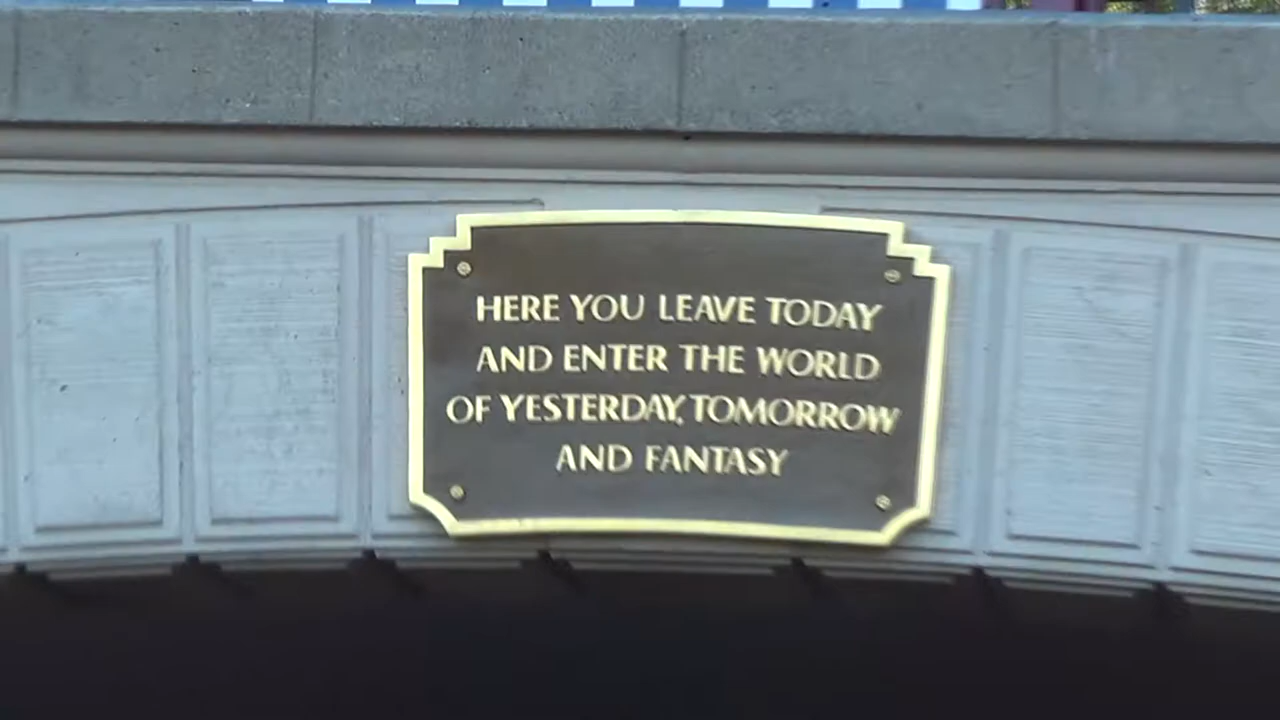 HERE YOU LEAVE TODAY
AND ENTER THE WORLD
OF YESTERDAY, TOMORROW
AND FANTASY